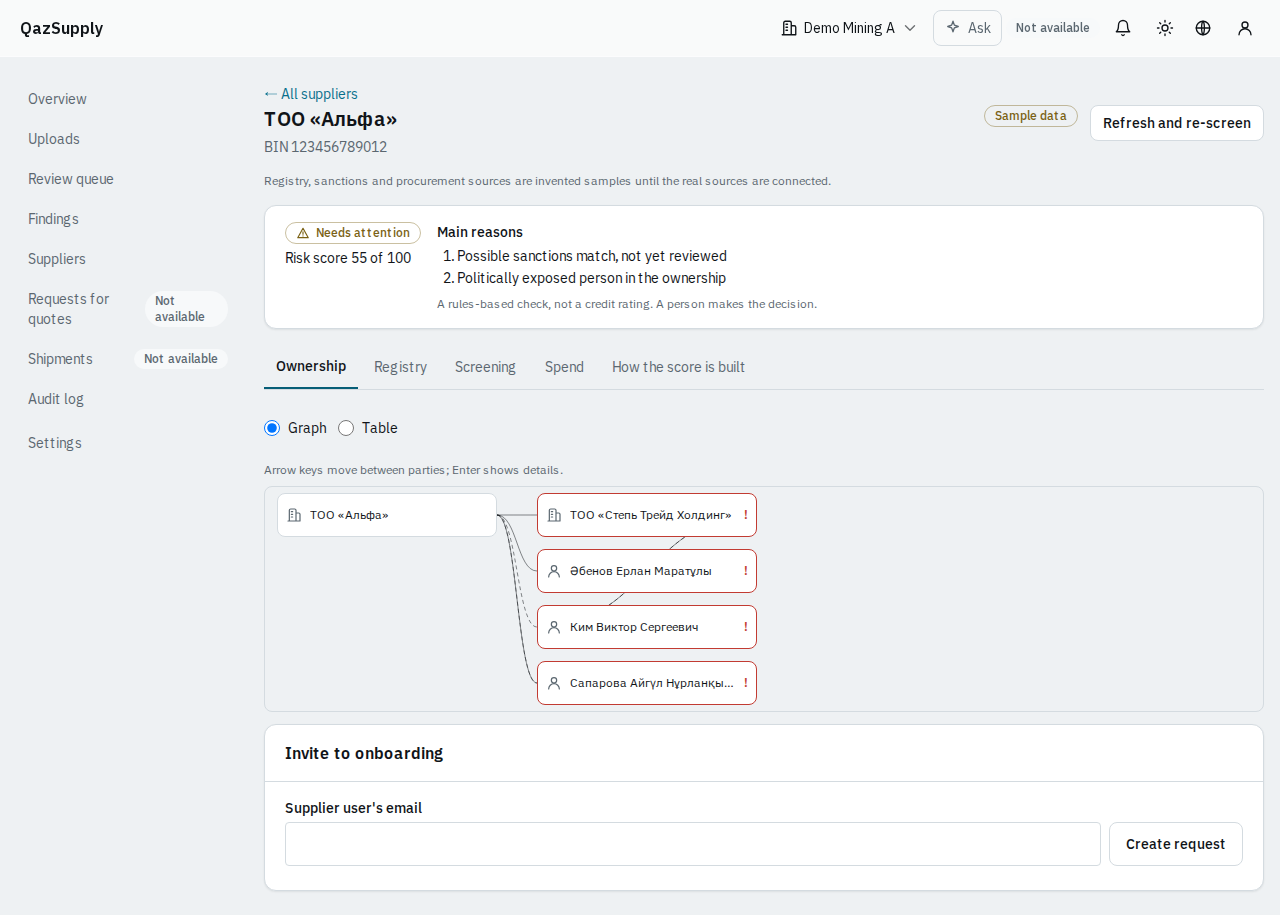 QazSupply
Demo Mining A
Ask
Not available
Overview
Uploads
Review queue
Findings
Suppliers
Requests for quotes
Not available
Shipments
Not available
Audit log
Settings
← All suppliers
ТОО «Альфа»
BIN 123456789012
Sample data
Refresh and re-screen
Registry, sanctions and procurement sources are invented samples until the real sources are connected.
Needs attention
Risk score 55 of 100
Main reasons
1. Possible sanctions match, not yet reviewed
2. Politically exposed person in the ownership
A rules-based check, not a credit rating. A person makes the decision.
Ownership
Registry
Screening
Spend
How the score is built
Graph
Table
Arrow keys move between parties; Enter shows details.
ТОО «Альфа»
ТОО «Степь Трейд Холдинг» !
Әбенов Ерлан Маратұлы !
Ким Виктор Сергеевич !
Сапарова Айгүл Нұрланқы... !
Invite to onboarding
Supplier user's email
Create request